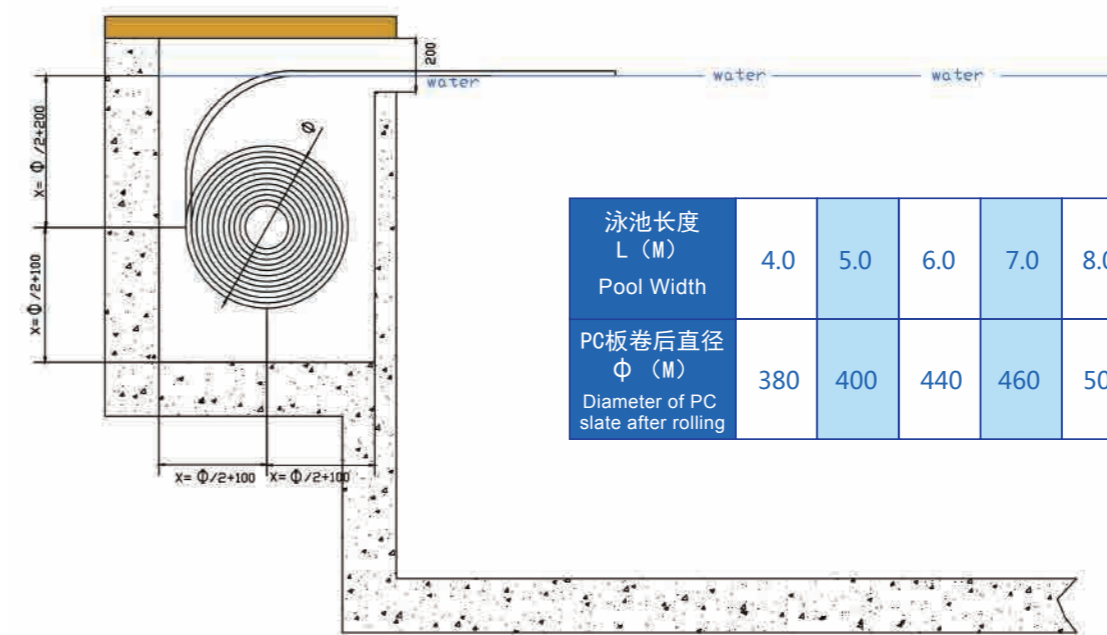 200
water
water
water
X= Φ/2+200
X=Φ/2+100
Φ
X= Φ/2+100
X= Φ/2+100
泳池长度
L（M）
Pool Width
4.0
5.0
6.0
7.0
PC板卷后直径
Φ （M）
Diameter of PC
slate after rolling
380
400
440
460